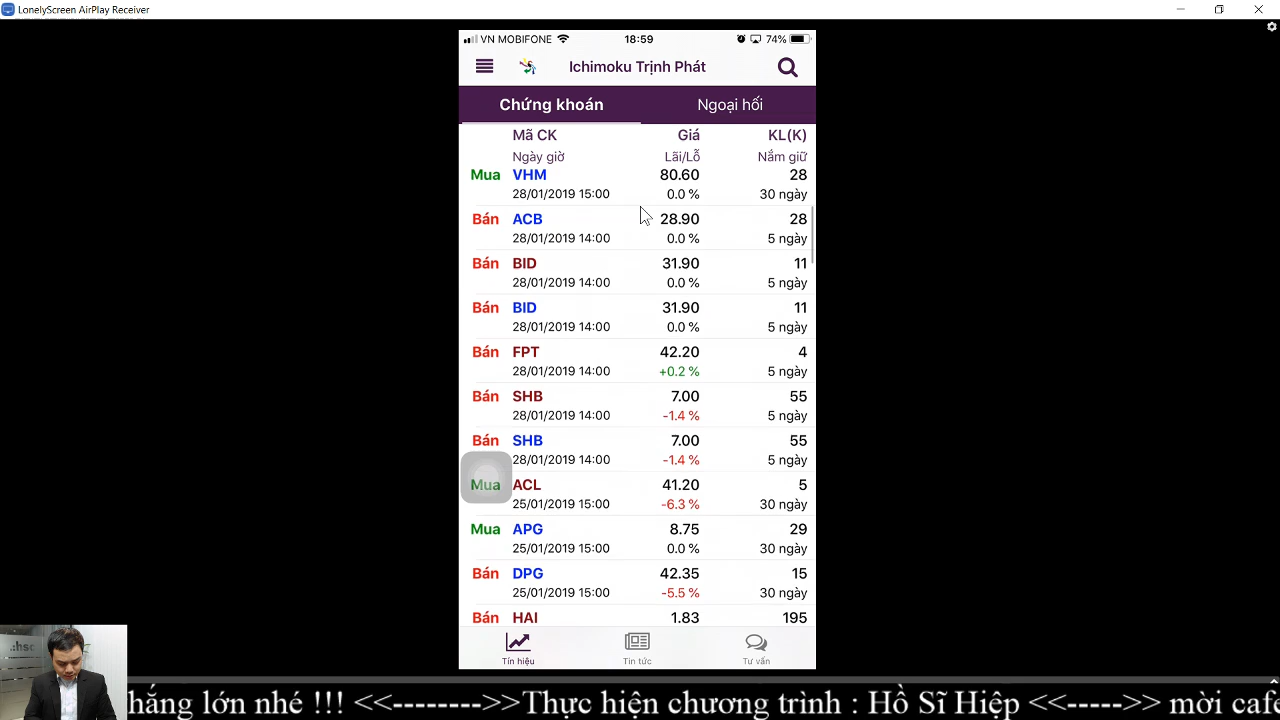 LonelyScreen AirPlay Receiver
VN MOBIFONE 18:59 74%
Ichimoku Trịnh Phát
Chứng khoán Ngoại hối
Mã CK Giá KL(K)
Ngày giờ Lãi/Lỗ Nắm giữ
Mua VHM 80.60 28
28/01/2019 15:00 0.0 % 30 ngày
Bán ACB 28.90 28
28/01/2019 14:00 0.0 % 5 ngày
Bán BID 31.90 11
28/01/2019 14:00 0.0 % 5 ngày
Bán BID 31.90 11
28/01/2019 14:00 0.0 % 5 ngày
Bán FPT 42.20 4
28/01/2019 14:00 +0.2 % 5 ngày
Bán SHB 7.00 55
28/01/2019 14:00 -1.4 % 5 ngày
Bán SHB 7.00 55
28/01/2019 14:00 -1.4 % 5 ngày
Mua ACL 41.20 5
25/01/2019 15:00 -6.3 % 30 ngày
Mua APG 8.75 29
25/01/2019 15:00 0.0 % 30 ngày
Bán DPG 42.35 15
25/01/2019 15:00 -5.5 % 30 ngày
Bán HAI 1.83 195
Tín hiệu Tin tức Tư vấn
.:hsc
hắng lớn nhé !!! <<-------->>Thực hiện chương trình : Hồ Sĩ Hiệp <<----->> mời cafe